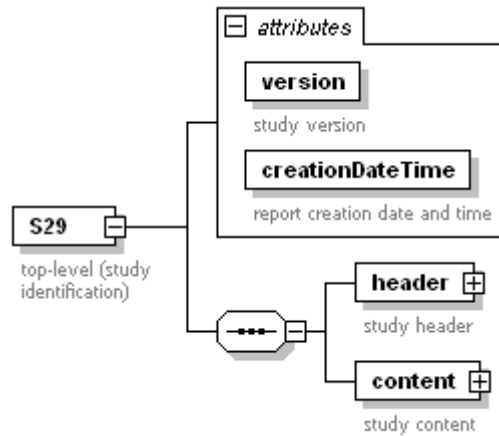 attributes
version
study version
creationDateTime
report creation date and time
S29
top-level (study
identification)
header
study header
content
study content